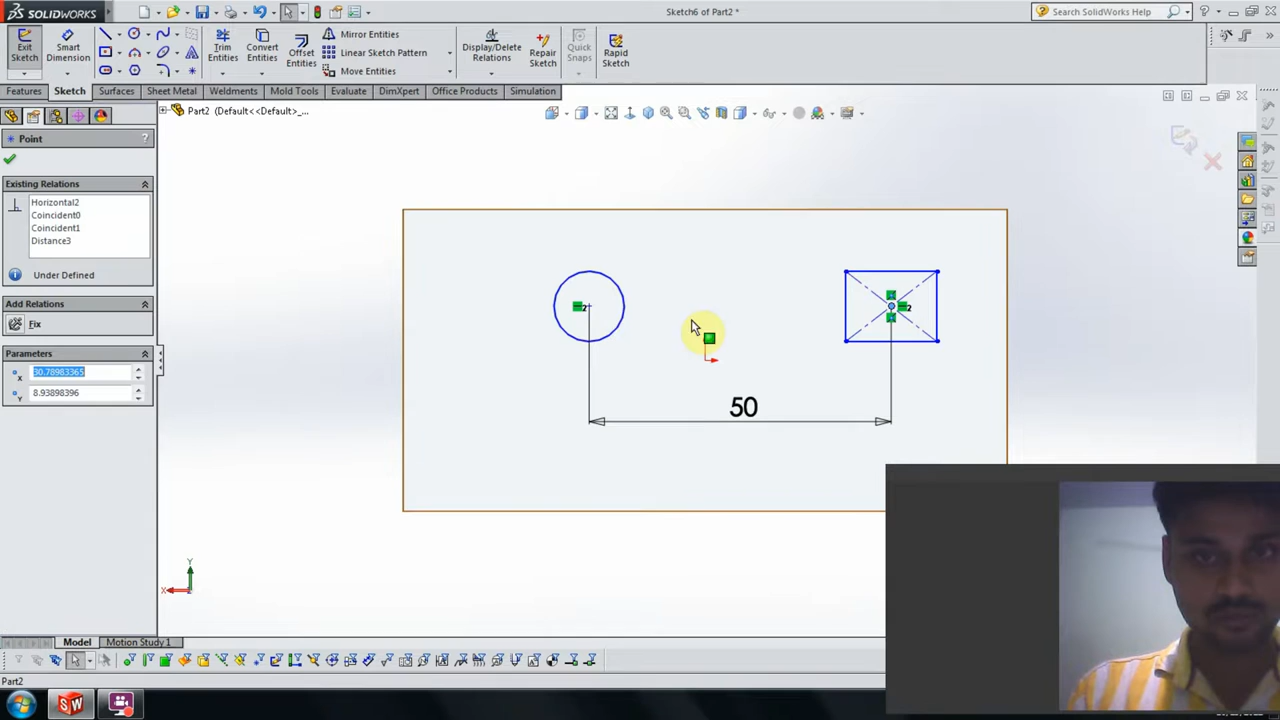 SOLIDWORKS
Sketch6 of Part2 *
Search SolidWorks Help
Exit Sketch
Smart Dimension
Trim Entities
Convert Entities
Offset Entities
Mirror Entities
Linear Sketch Pattern
Move Entities
Display/Delete Relations
Repair Sketch
Quick Snaps
Rapid Sketch
Features Sketch Surfaces Sheet Metal Weldments Mold Tools Evaluate DimXpert Office Products Simulation
Part2 (Default<<Default>_...
Point ?
Existing Relations
Horizontal2
Coincident0
Coincident1
Distance3
Under Defined
Add Relations
Fix
Parameters
X 30.78983365
Y 8.93898396
2
2
50
Y
X
Model Motion Study 1
Part2
SW